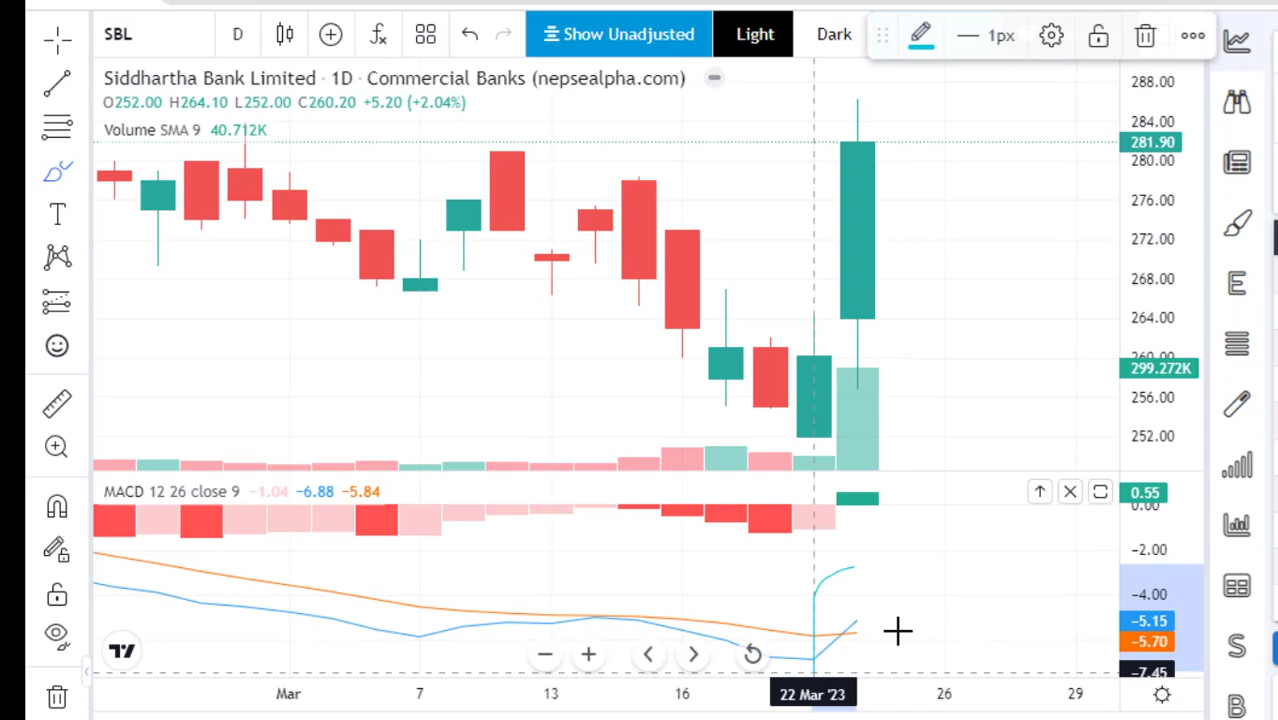 SBL
D
Show Unadjusted
Light
Dark
1px
Siddhartha Bank Limited · 1D · Commercial Banks (nepsealpha.com)
O252.00 H264.10 L252.00 C260.20 +5.20 (+2.04%)
Volume SMA 9 40.712K
288.00
284.00
281.90
280.00
276.00
272.00
268.00
264.00
260.00
299.272K
256.00
252.00
MACD 12 26 close 9 −1.04 −6.88 −5.84
0.55
0.00
−2.00
−4.00
−5.15
−5.70
−7.45
Mar
7
13
16
22 Mar '23
26
29
T
E
S
B